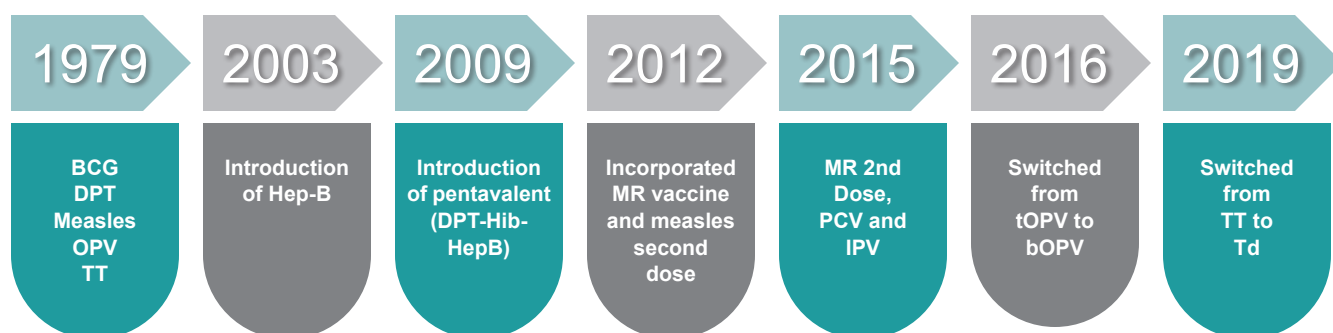 1979
BCG
DPT
Measles
OPV
TT
2003
Introduction
of Hep-B
2009
Introduction
of pentavalent
(DPT-Hib-
HepB)
2012
Incorporated
MR vaccine
and measles
second
dose
2015
MR 2nd
Dose,
PCV and
IPV
2016
Switched
from
tOPV to
bOPV
2019
Switched
from
TT to
Td